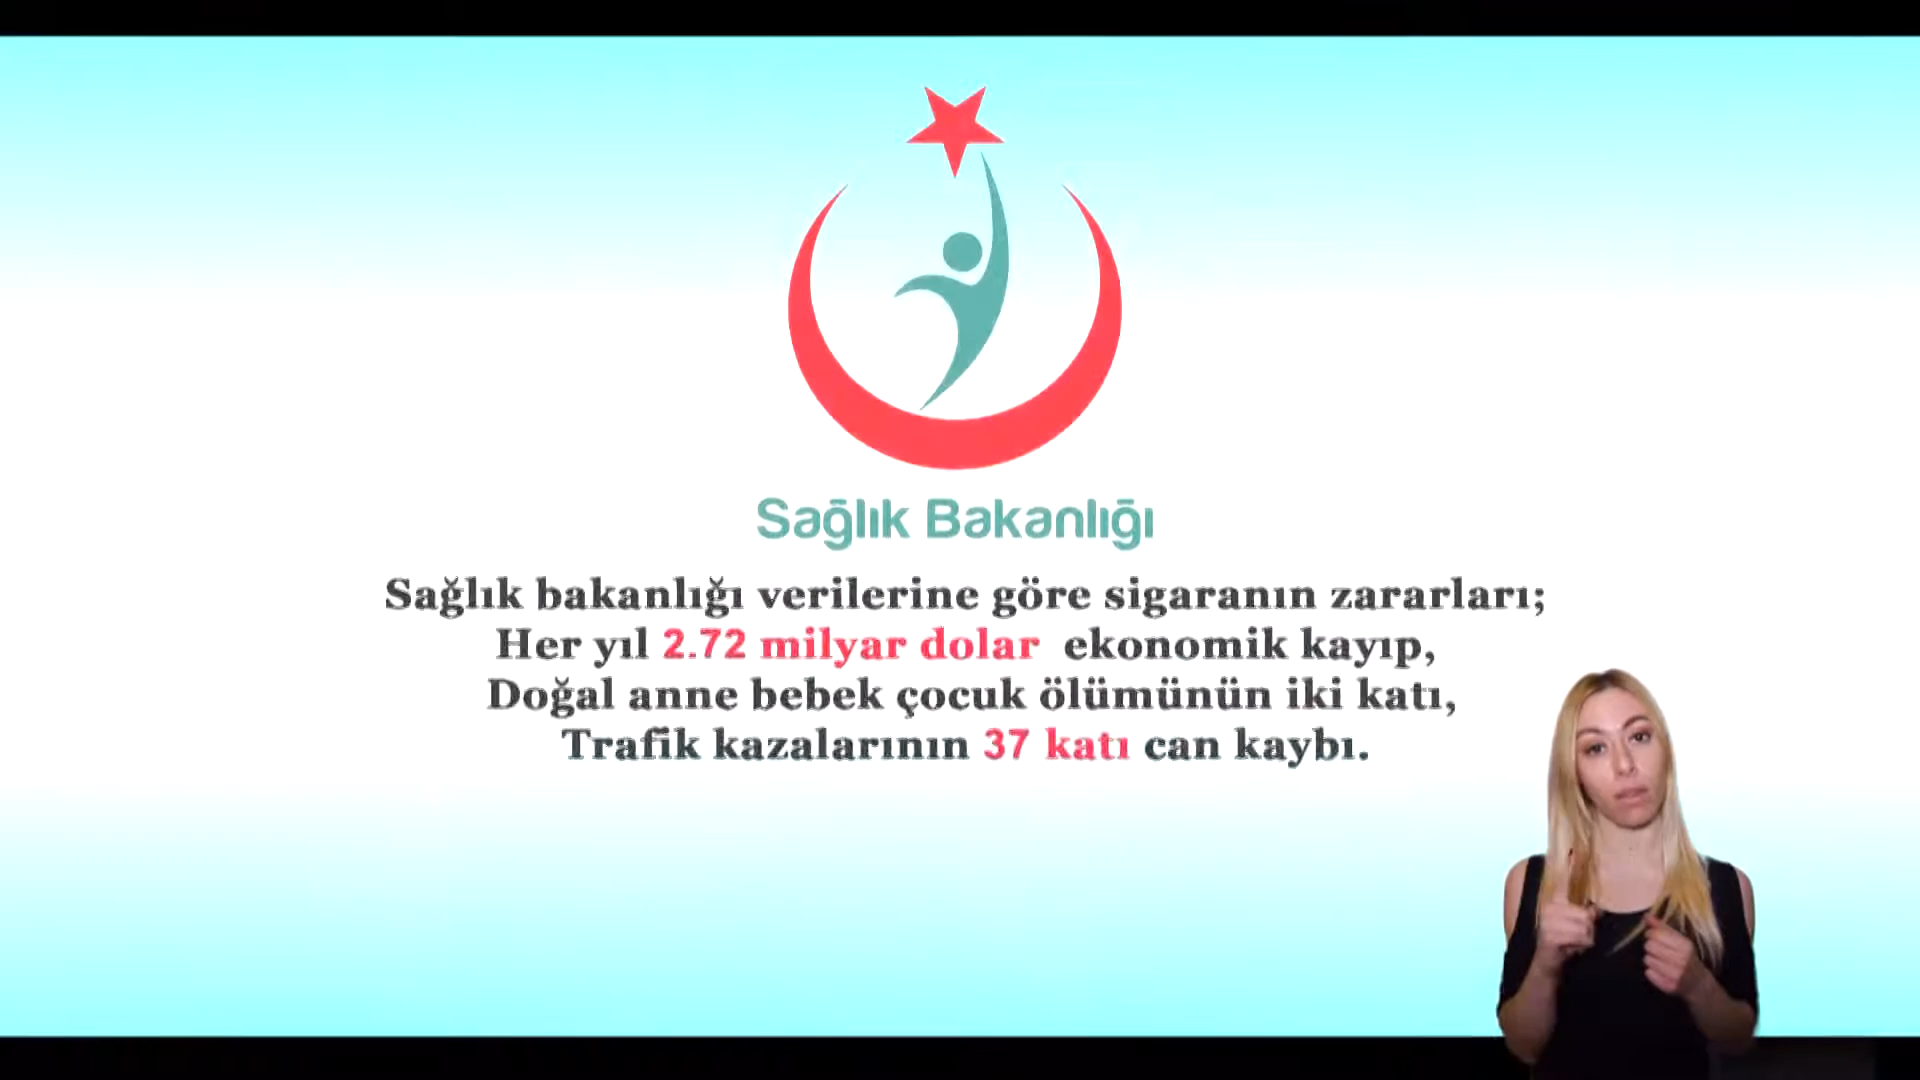 Sağlık Bakanlığı
Sağlık bakanlığı verilerine göre sigaranın zararları;
Her yıl 2.72 milyar dolar ekonomik kayıp,
Doğal anne bebek çocuk ölümünün iki katı,
Trafik kazalarının 37 katı can kaybı.